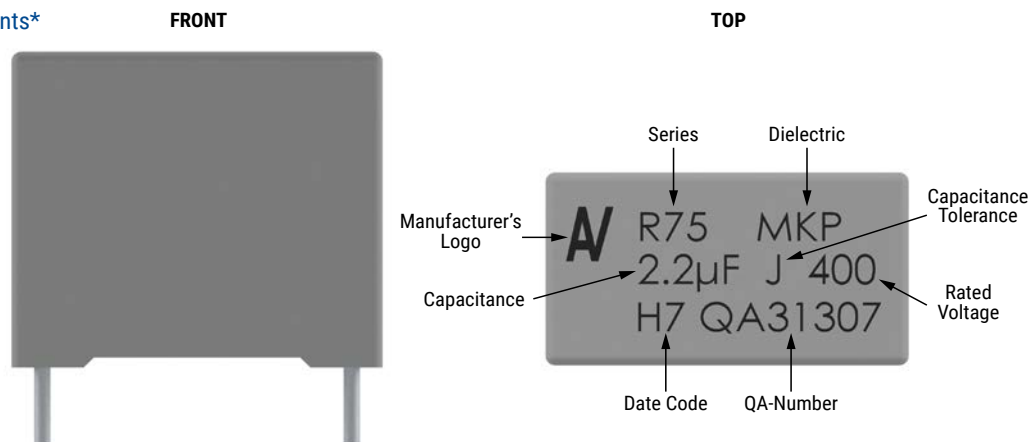 nts*
FRONT
TOP
Series
Dielectric
Manufacturer's
Logo
Capacitance
Tolerance
R75 MKP
2.2µF J 400
H7 QA31307
Capacitance
Rated
Voltage
Date Code
QA-Number